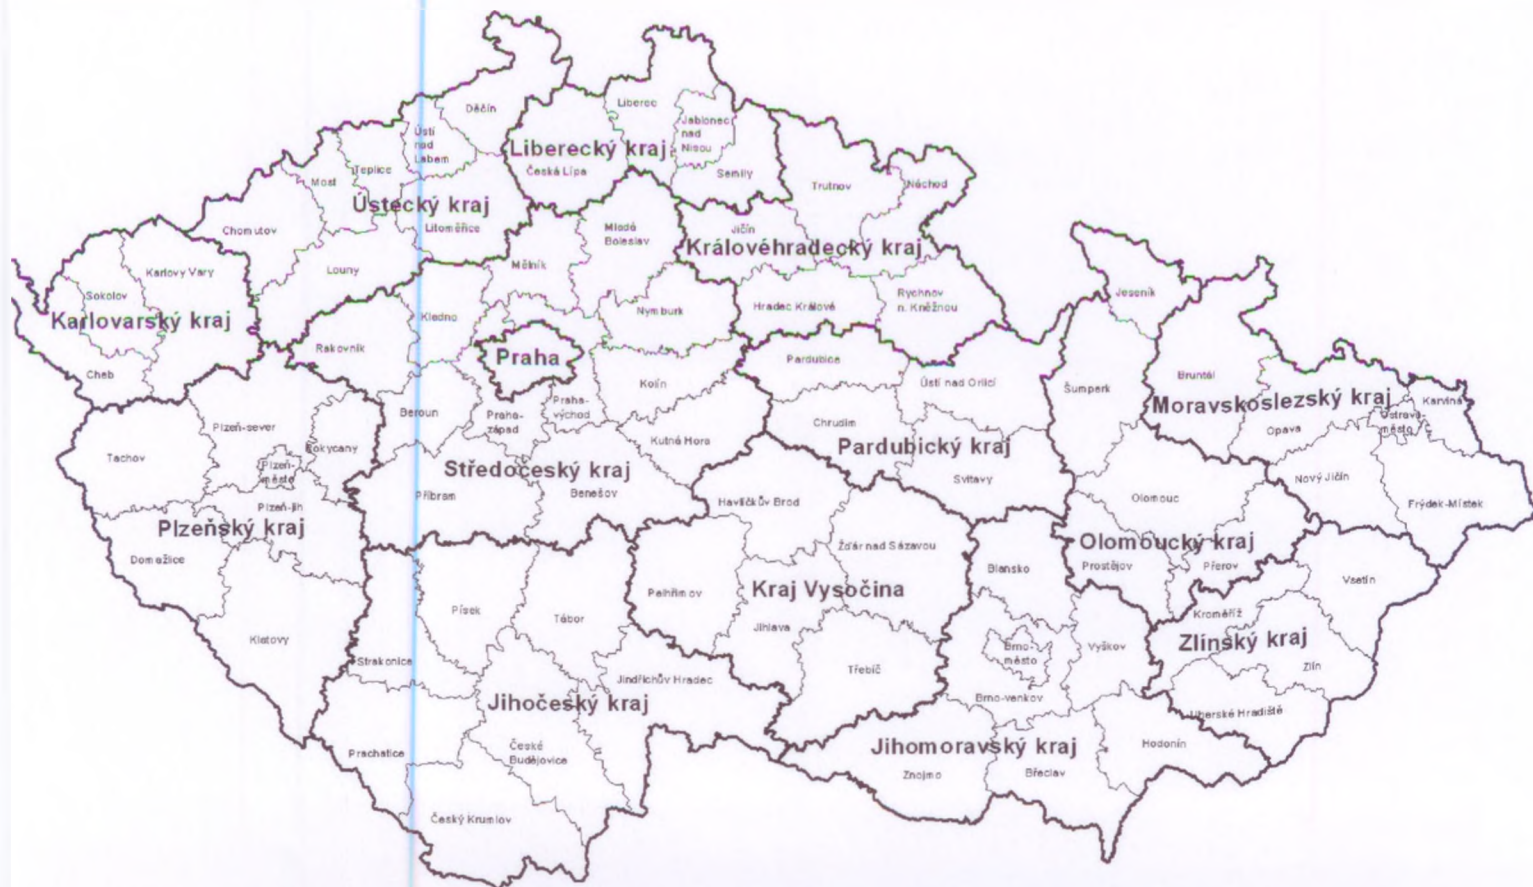 Děčín
Ústí
nad
Labem
Liberec
Jablonec
nad
Nisou
Liberecký kraj
Česká Lípa
Semily
Teplice
Most
Trutnov
Náchod
Ústecký kraj
Chomutov
Litoměřice
Mladá
Boleslav
Jičín
Královéhradecký kraj
Louny
Mělník
Karlovy Vary
Sokolov
Karlovarský kraj
Cheb
Kladno
Nymburk
Hradec Králové
Rychnov
n. Kněžnou
Jeseník
Rakovník
Praha
Kolín
Pardubice
Ústí nad Orlicí
Šumperk
Bruntál
Moravskoslezský kraj
Karviná
Ostrava-
město
Opava
Beroun
Praha-
západ
Praha-
východ
Chrudim
Pardubický kraj
Plzeň-sever
Rokycany
Tachov
Plzeň-
město
Kutná Hora
Středočeský kraj
Příbram
Benešov
Svitavy
Nový Jičín
Frýdek-Místek
Olomouc
Havlíčkův Brod
Plzeň-jih
Plzeňský kraj
Domažlice
Žďár nad Sázavou
Olomoucký kraj
Prostějov
Přerov
Blansko
Vsetín
Pelhřimov
Kraj Vysočina
Písek
Tábor
Jihlava
Kroměříž
Zlínský kraj
Zlín
Klatovy
Strakonice
Třebíč
Brno-
město
Vyškov
Jindřichův Hradec
Jihočeský kraj
Brno-venkov
Uherské Hradiště
Prachatice
České
Budějovice
Jihomoravský kraj
Hodonín
Znojmo
Břeclav
Český Krumlov